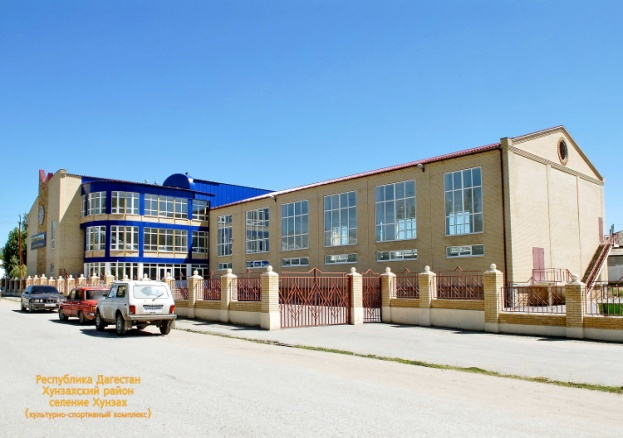 Республика Дагестан
Хунзахский район
селение Хунзах
(культурно-спортивный комплекс)